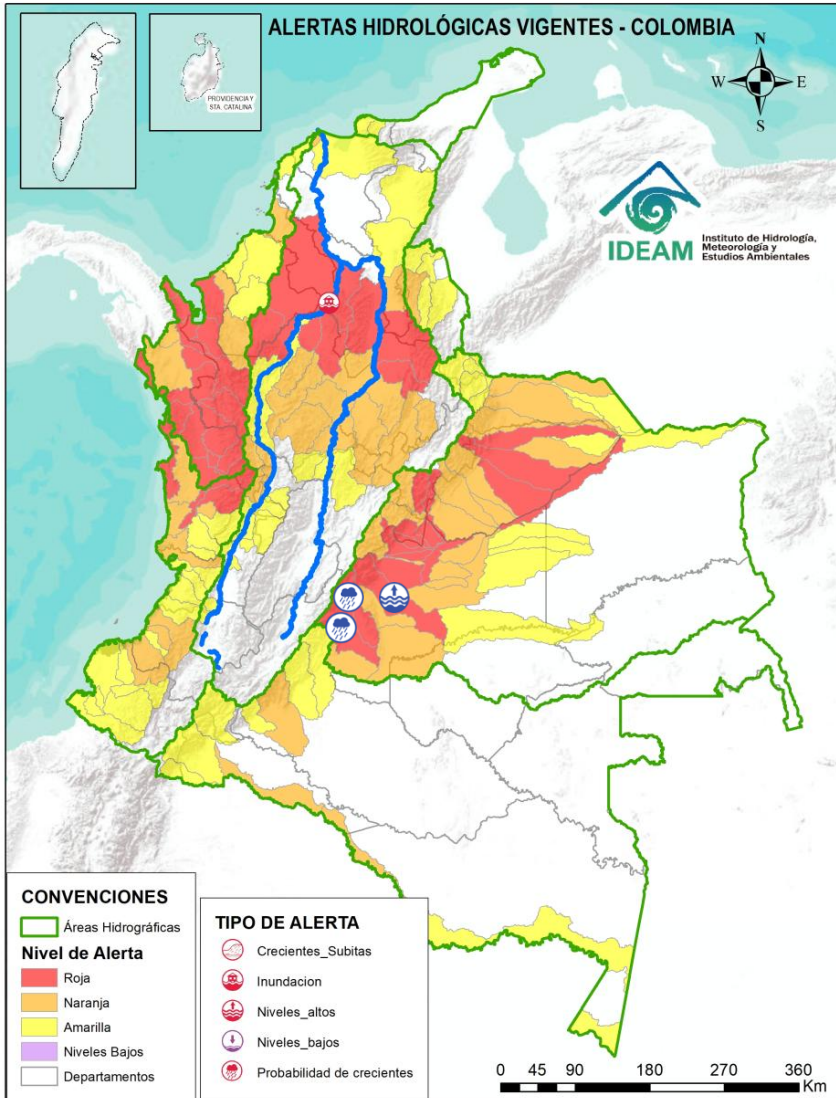 ALERTAS HIDROLÓGICAS VIGENTES - COLOMBIA
PROVIDENCIA Y
STA. CATALINA
N
W
E
S
IDEAM
Instituto de Hidrología,
Meteorología y
Estudios Ambientales
CONVENCIONES
Áreas Hidrográficas
Nivel de Alerta
Roja
Naranja
Amarilla
Niveles Bajos
Departamentos
TIPO DE ALERTA
Crecientes_Subitas
Inundacion
Niveles_altos
Niveles_bajos
Probabilidad de crecientes
0 45 90 180 270 360
Km